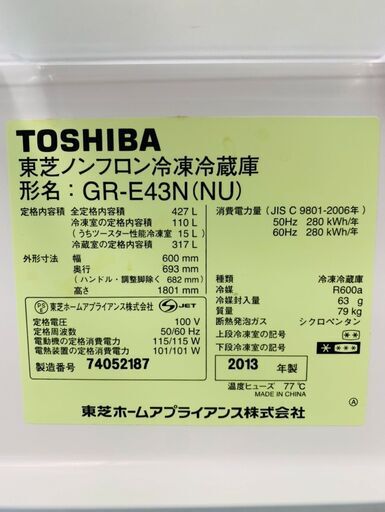 TOSHIBA
東芝ノンフロン冷凍冷蔵庫
形名：GR-E43N(NU)
定格内容積 全定格内容積 427 L
冷凍室の定格内容積 110 L
(うちツースター性能冷凍室 15 L)
冷蔵室の定格内容積 317 L
外形寸法 幅 600 mm
奥行 693 mm
(ハンドル・調整脚除く 682 mm)
高さ 1801 mm
消費電力量 (JIS C 9801-2006年)
50Hz 280 kWh/年
60Hz 280 kWh/年
種類 冷凍冷蔵庫
冷媒 R600a
冷媒封入量 63 g
質量 79 kg
断熱発泡ガス シクロペンタン
上段冷凍室の記号 **
下段冷凍室の記号 * ***
PS E 東芝ホームアプライアンス株式会社 S JET
定格電圧 100 V
定格周波数 50/60 Hz
電動機の定格消費電力 115/115 W
電熱装置の定格消費電力 101/101 W
製造番号 74052187
2013 年製
温度ヒューズ 77℃
MADE IN CHINA
東芝ホームアプライアンス株式会社
A